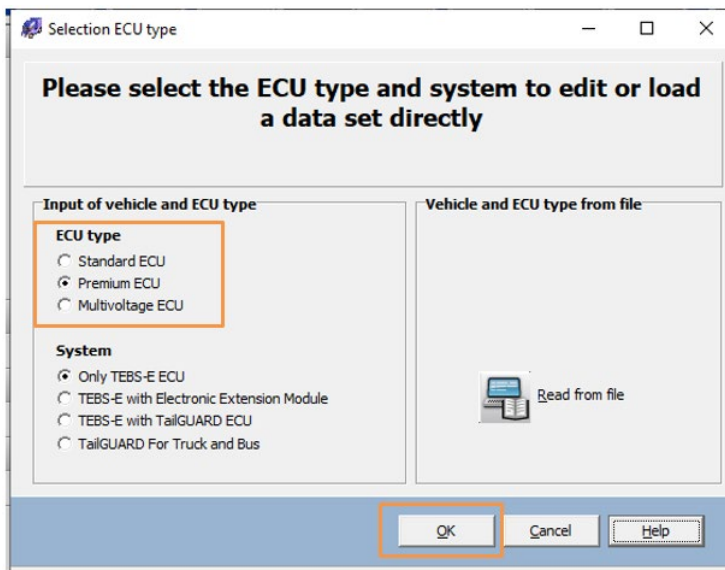 Selection ECU type
Please select the ECU type and system to edit or load
a data set directly
Input of vehicle and ECU type
ECU type
Standard ECU
Premium ECU
Multivoltage ECU
System
Only TEBS-E ECU
TEBS-E with Electronic Extension Module
TEBS-E with TailGUARD ECU
TailGUARD For Truck and Bus
Vehicle and ECU type from file
Read from file
OK
Cancel
Help